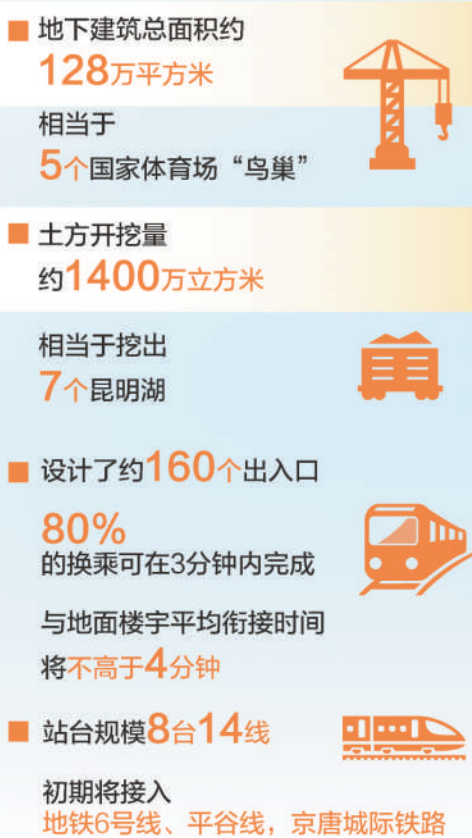 地下建筑总面积约
128万平方米
相当于
5个国家体育场“鸟巢”
土方开挖量
约1400万立方米
相当于挖出
7个昆明湖
设计了约160个出入口
80%
的换乘可在3分钟内完成
与地面楼宇平均衔接时间
将不高于4分钟
站台规模8台14线
初期将接入
地铁6号线、平谷线，京唐城际铁路